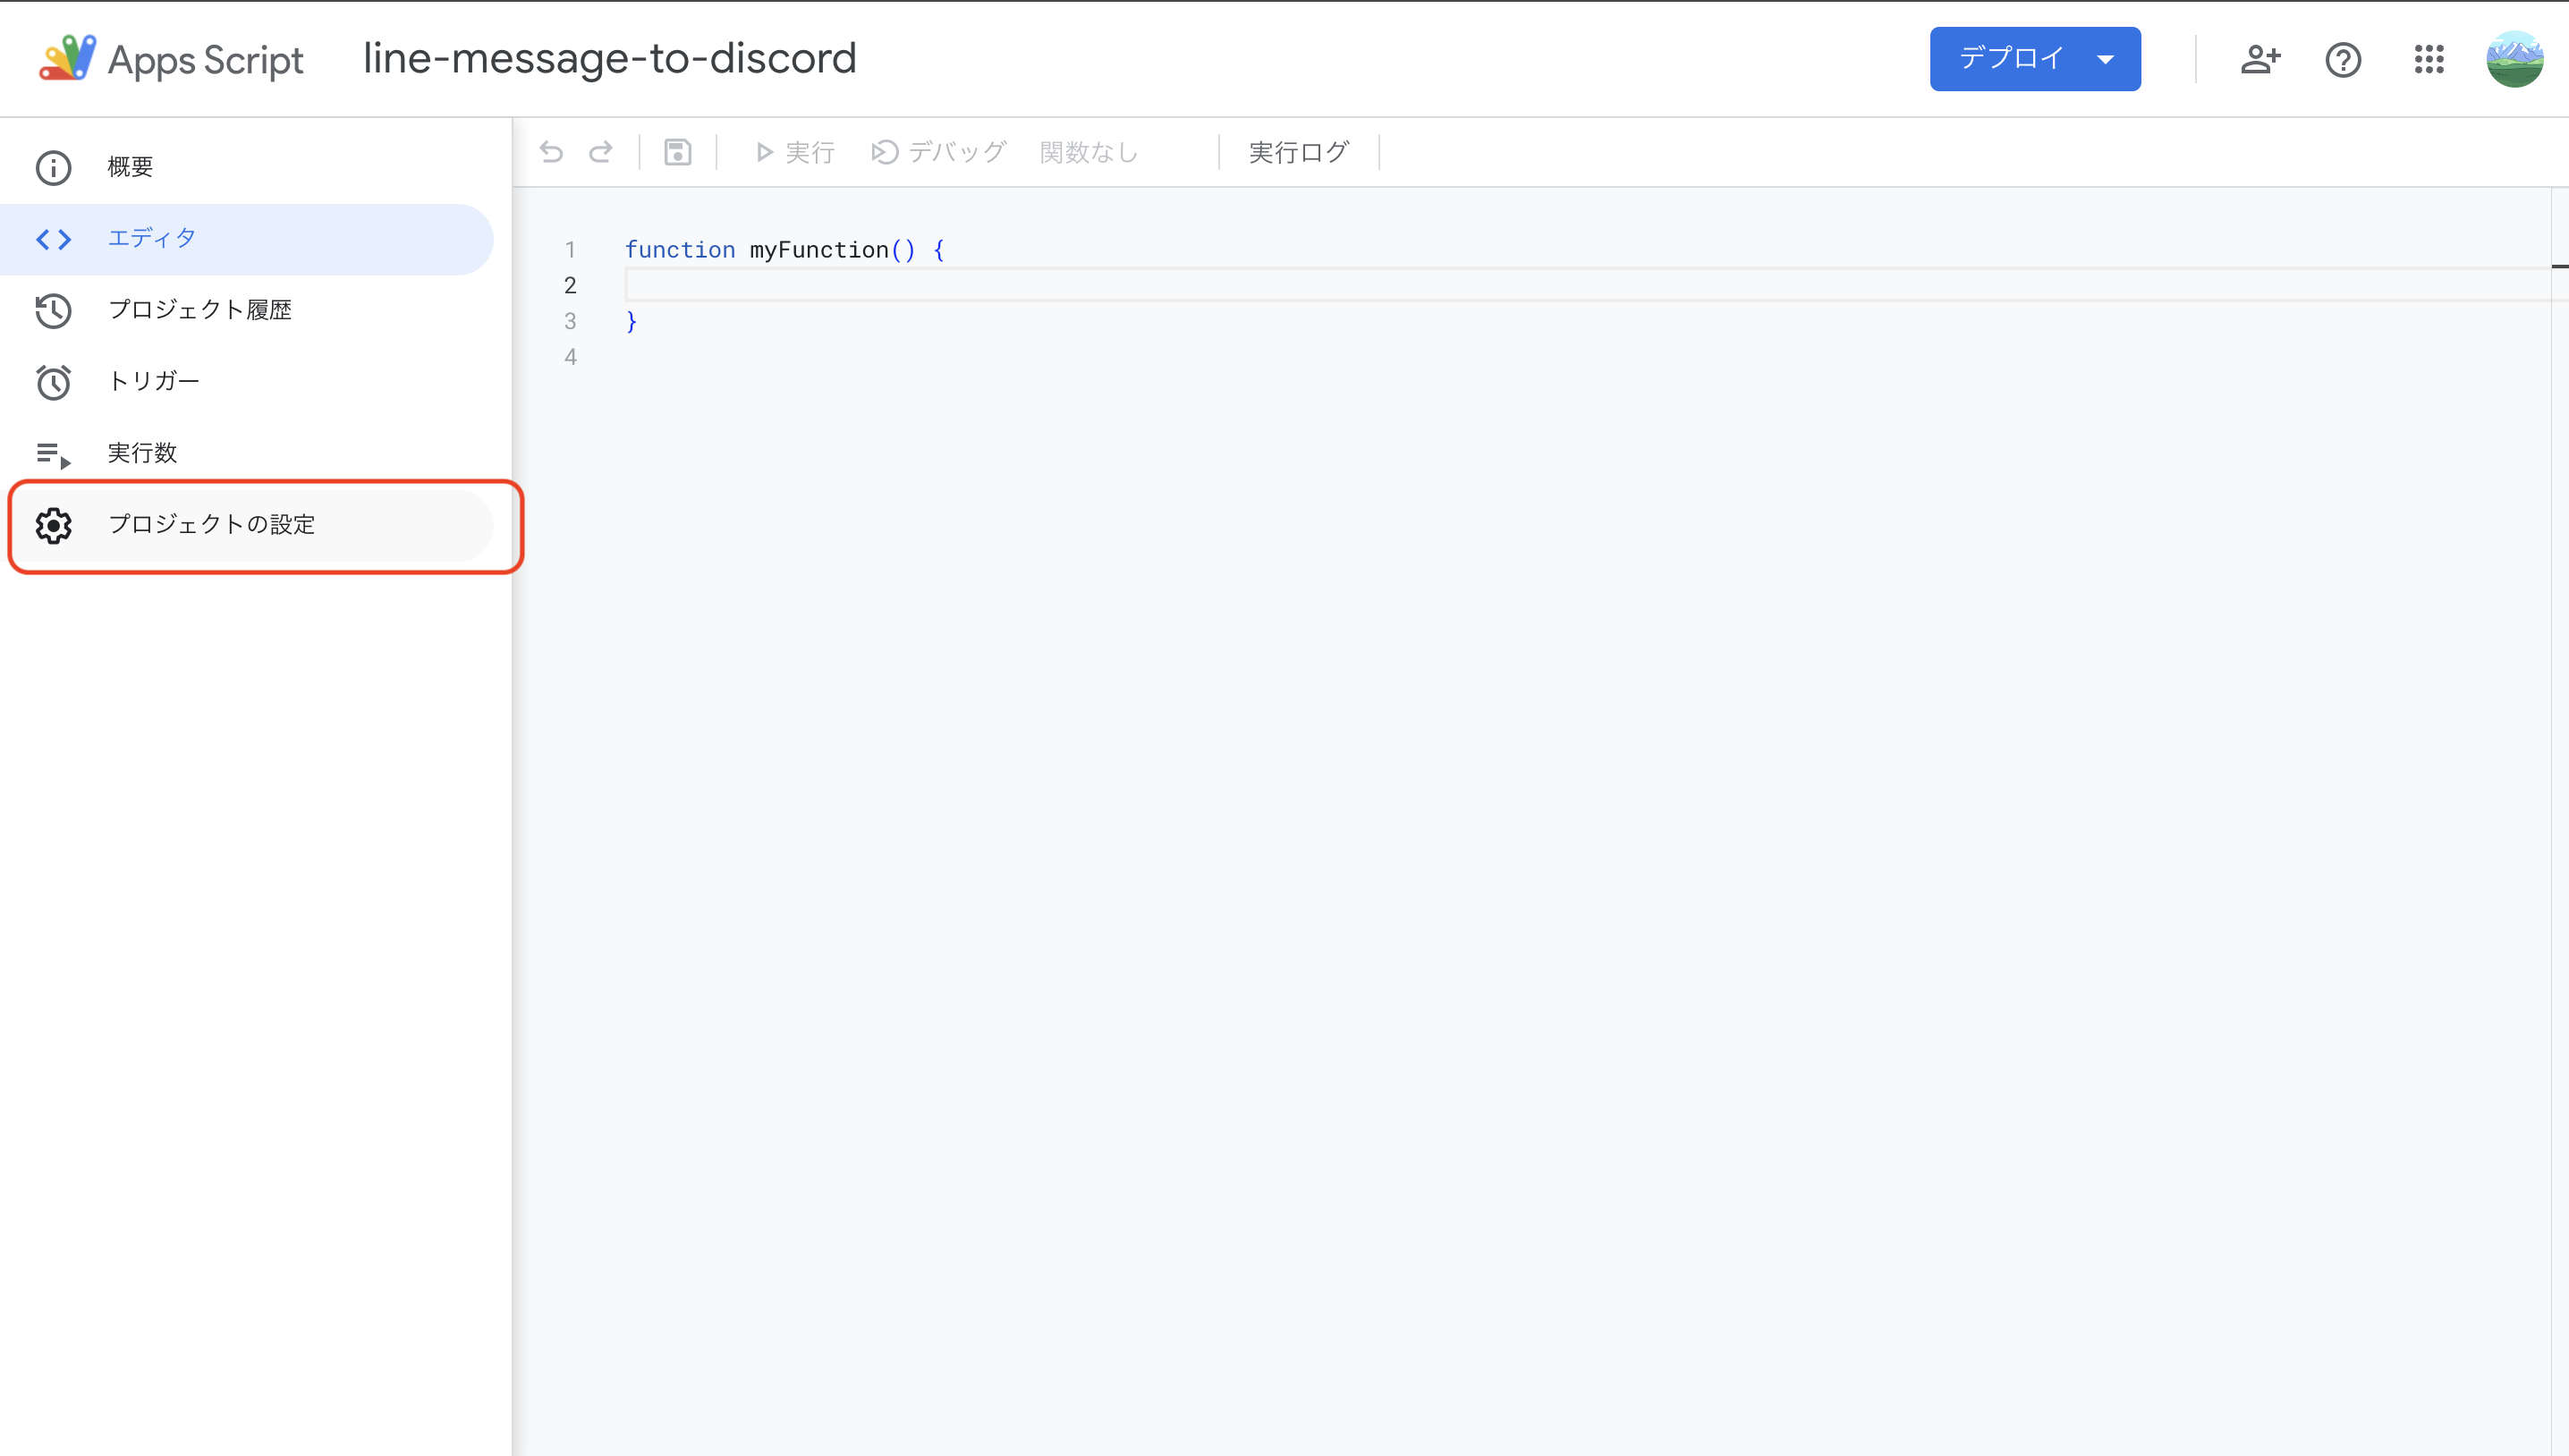 Apps Script line-message-to-discord デプロイ
概要
エディタ
プロジェクト履歴
トリガー
実行数
プロジェクトの設定
実行 デバッグ 関数なし 実行ログ
1 function myFunction() {
2
3 }
4